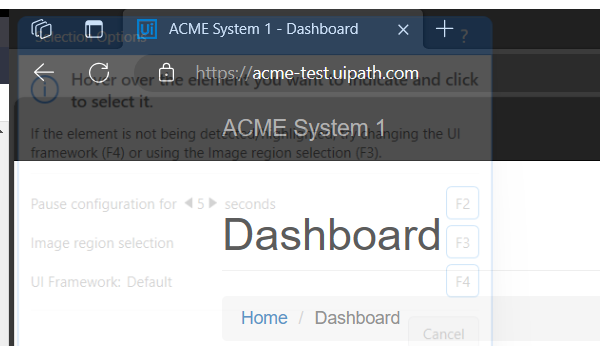 Selection Options
?
Ui ACME System 1 - Dashboard
https://acme-test.uipath.com
Hover over the element you want to indicate and click
to select it.
ACME System 1
If the element is not being detected highlighted, try changing the UI
framework (F4) or using the Image region selection (F3).
Pause configuration for 5 seconds F2
Dashboard
Image region selection F3
UI Framework: Default F4
Home / Dashboard
Cancel